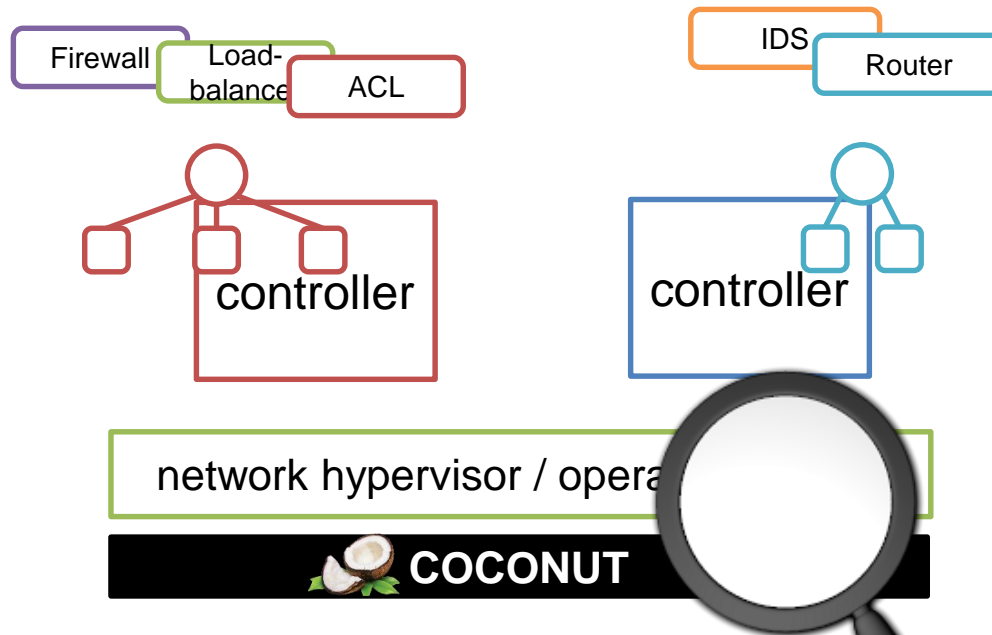 Firewall
Load-
balance
ACL
IDS
Router
controller
controller
network hypervisor / opera
COCONUT